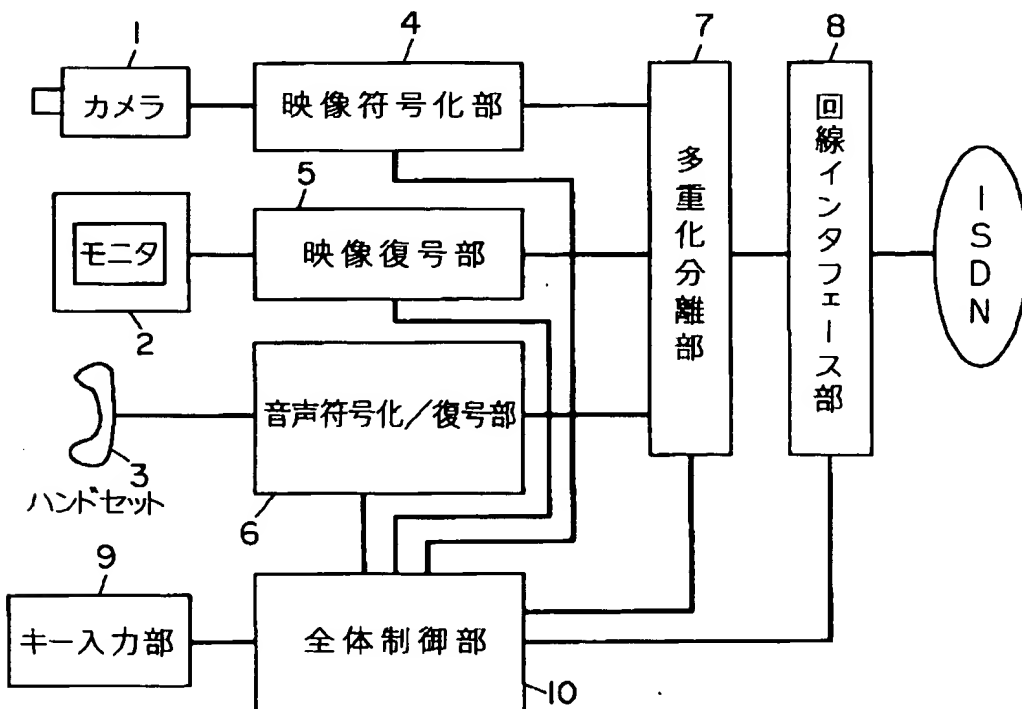 1
カメラ
4
映像符号化部
7
多重化分離部
8
回線インタフェース部
ISDN
モニタ
2
5
映像復号部
3
ハンドセット
音声符号化/復号部
6
9
キー入力部
全体制御部
10